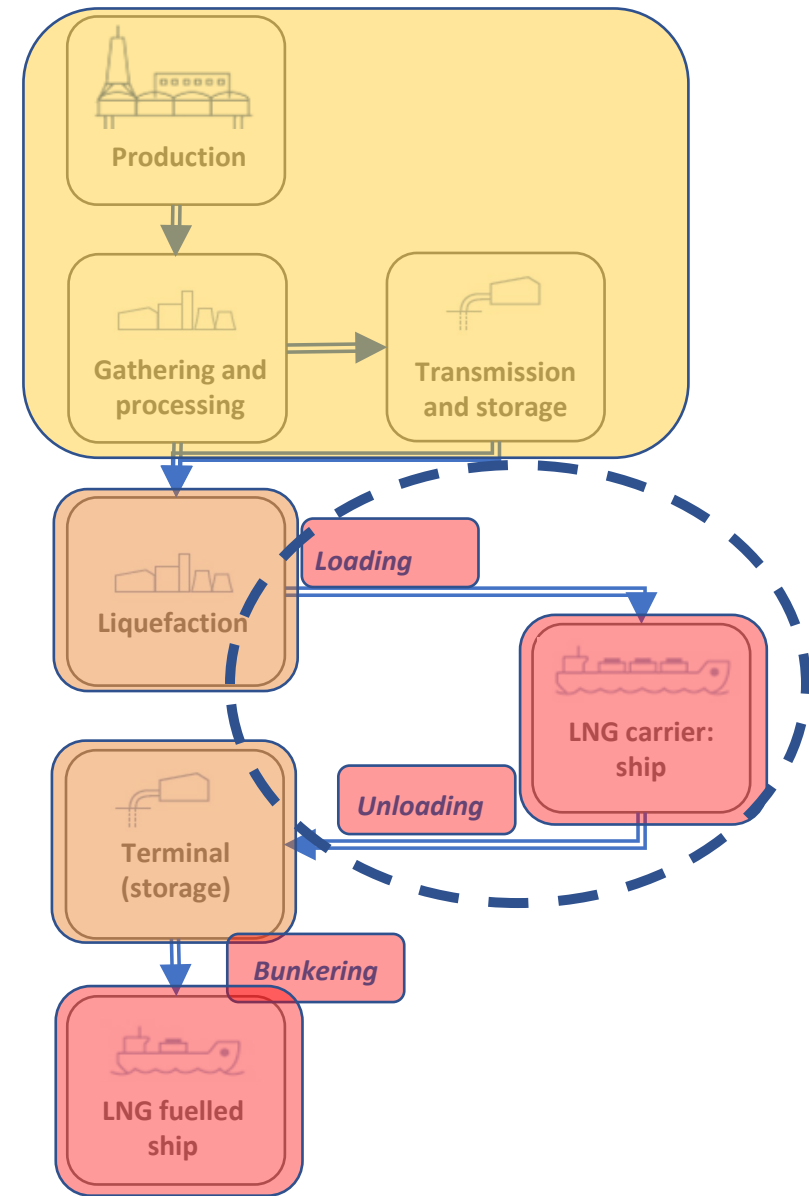 Production
Gathering and
processing
Transmission
and storage
Liquefaction
Loading
LNG carrier:
ship
Unloading
Terminal
(storage)
Bunkering
LNG fuelled
ship